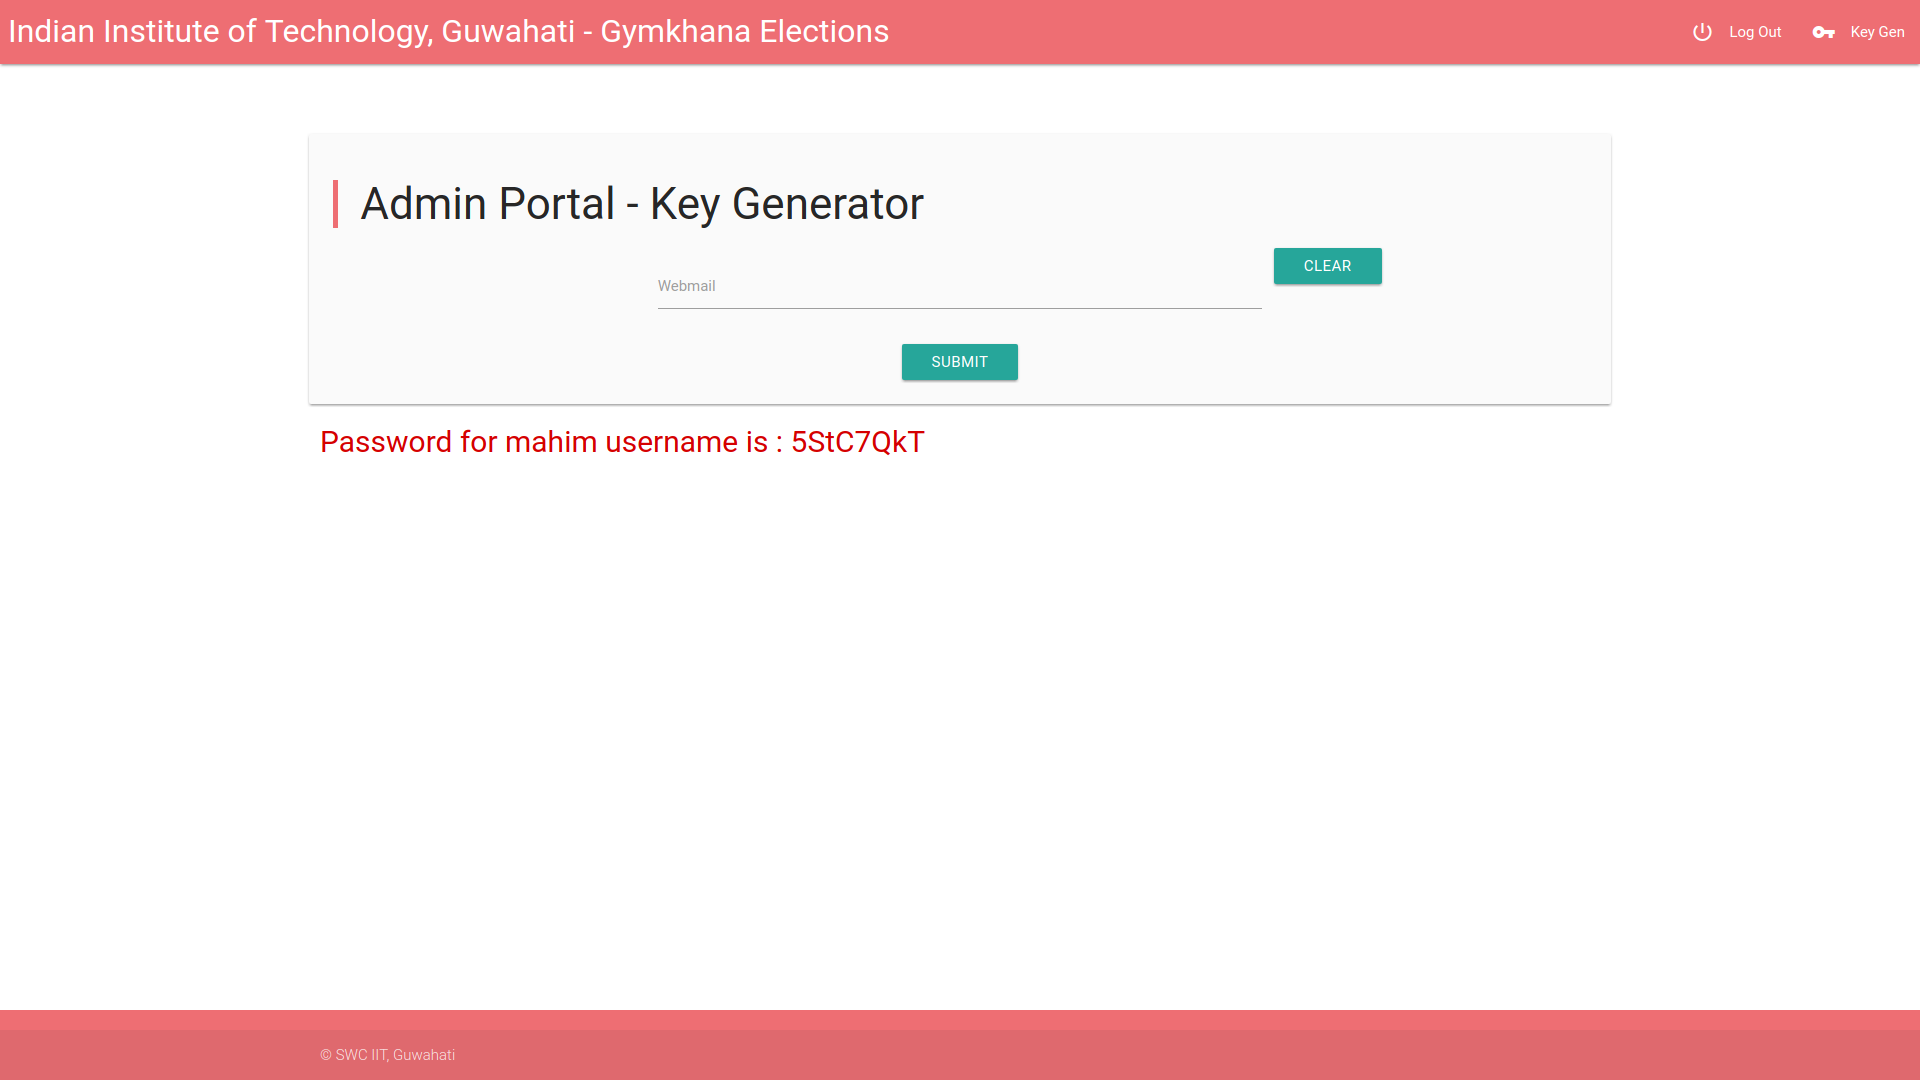 Indian Institute of Technology, Guwahati - Gymkhana Elections
Log Out
Key Gen
Admin Portal - Key Generator
CLEAR
Webmail
SUBMIT
Password for mahim username is : 5StC7QkT
© SWC IIT, Guwahati